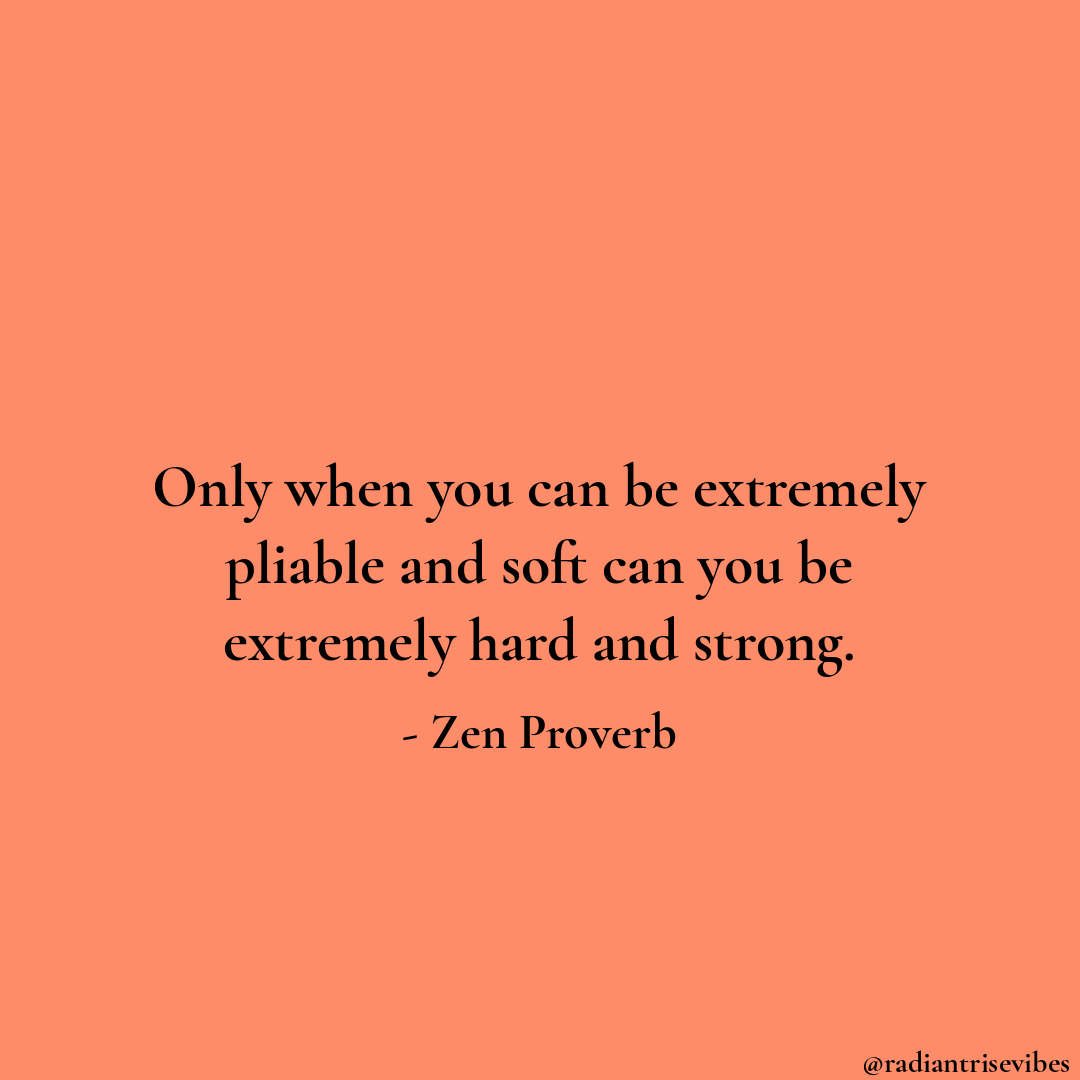 Only when you can be extremely
pliable and soft can you be
extremely hard and strong.
- Zen Proverb
@radiantrisevibes